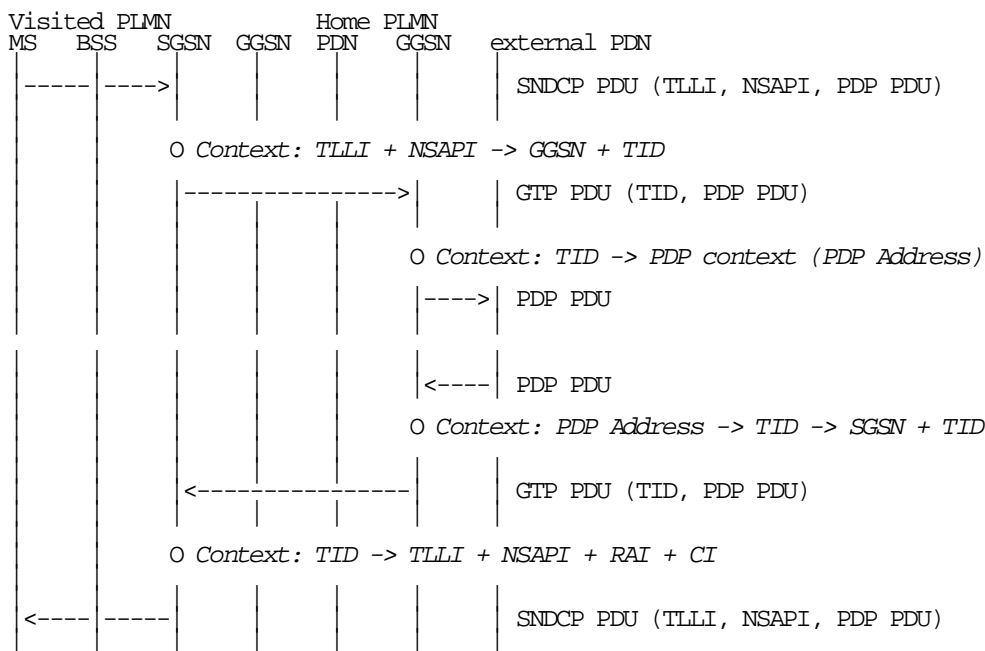 Visited PLMN Home PLMN
MS BSS SGSN GGSN PDN GGSN external PDN
SNDCP PDU (TLLI, NSAPI, PDP PDU)
O Context: TLLI + NSAPI -> GGSN + TID
GTP PDU (TID, PDP PDU)
O Context: TID -> PDP context (PDP Address)
PDP PDU
PDP PDU
O Context: PDP Address -> TID -> SGSN + TID
GTP PDU (TID, PDP PDU)
O Context: TID -> TLLI + NSAPI + RAI + CI
SNDCP PDU (TLLI, NSAPI, PDP PDU)